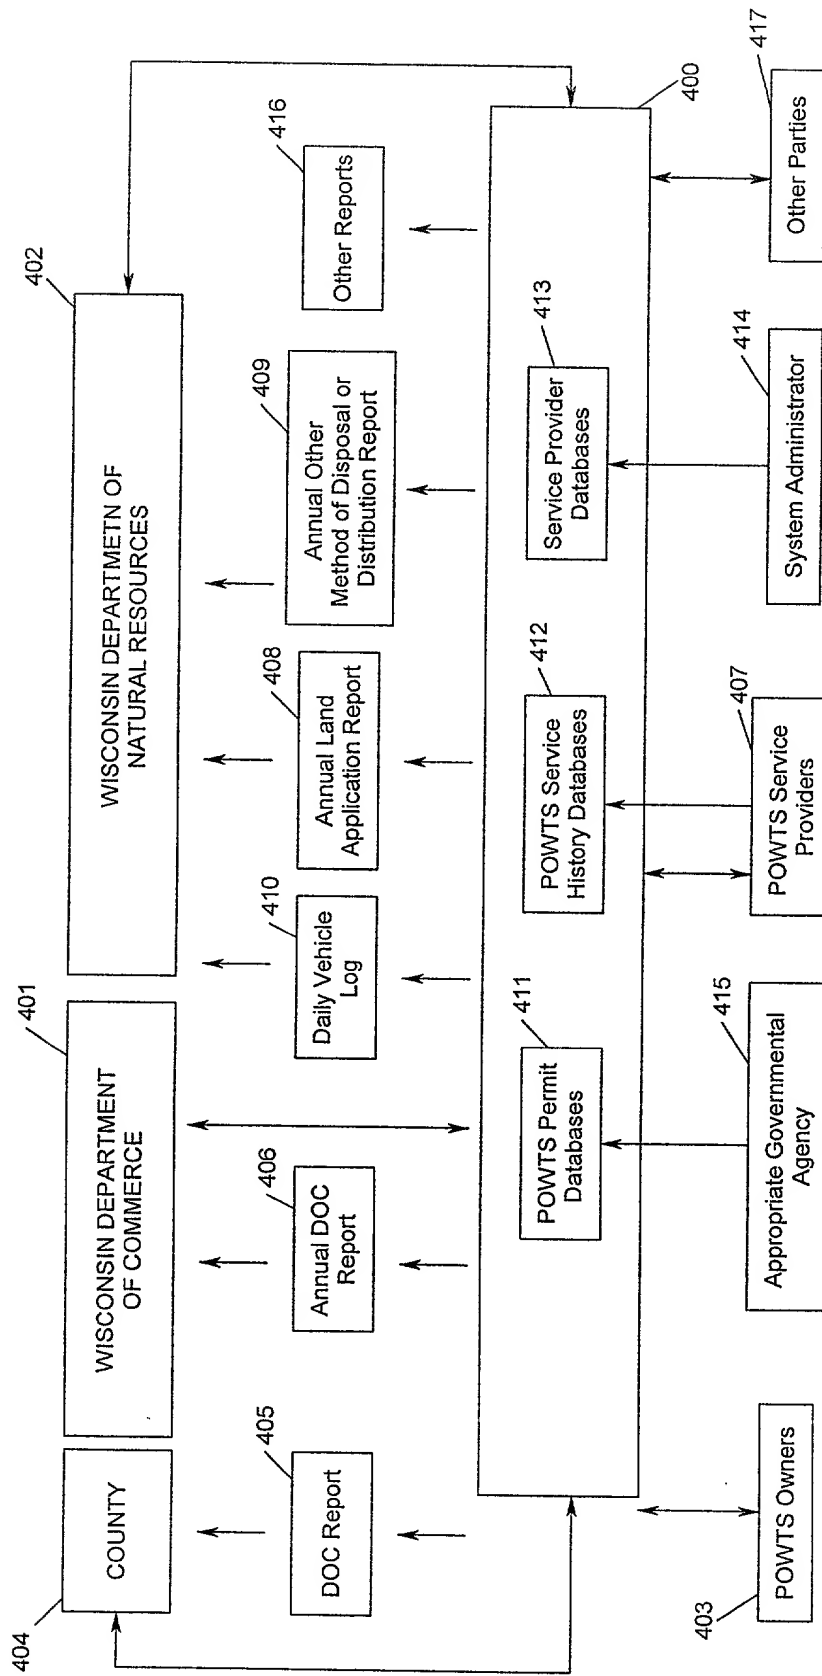 404
COUNTY
401
WISCONSIN DEPARTMENT
OF COMMERCE
402
WISCONSIN DEPARTMETN OF
NATURAL RESOURCES
405
DOC Report
406
Annual DOC
Report
410
Daily Vehicle
Log
408
Annual Land
Application Report
409
Annual Other
Method of Disposal or
Distribution Report
416
Other Reports
411
POWTS Permit
Databases
412
POWTS Service
History Databases
413
Service Provider
Databases
400
403
POWTS Owners
415
Appropriate Governmental
Agency
407
POWTS Service
Providers
414
System Administrator
417
Other Parties